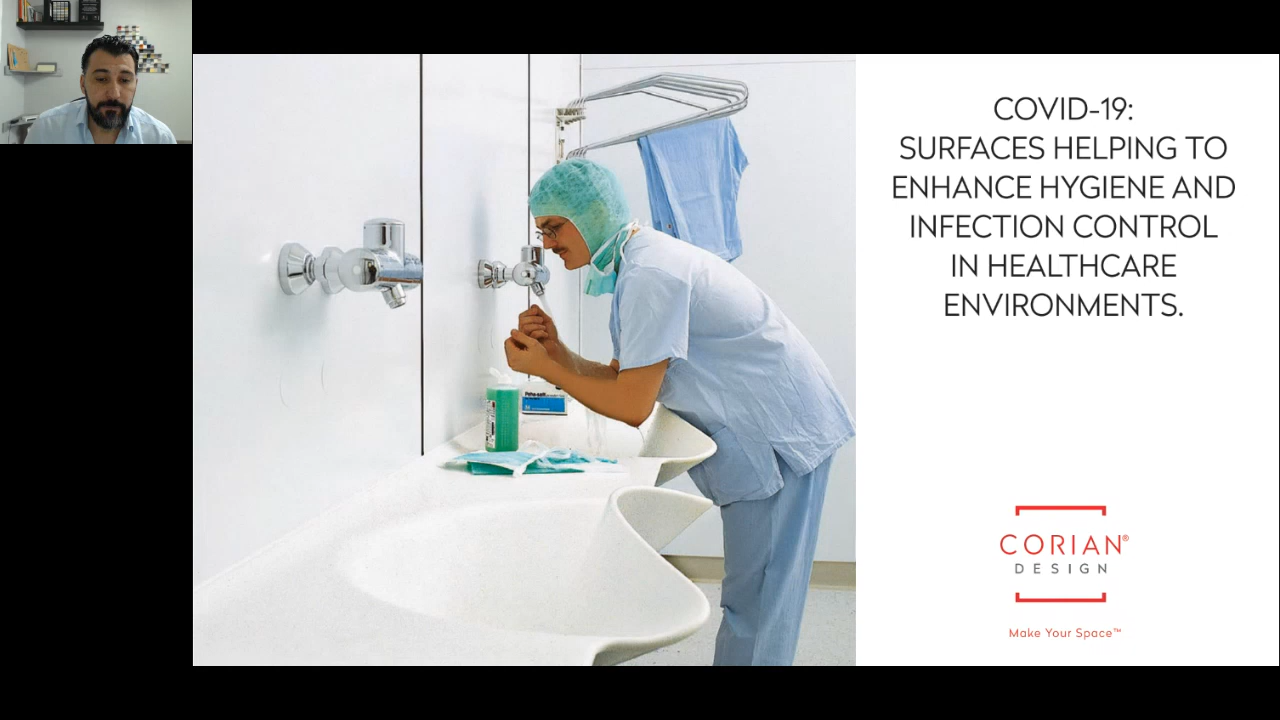 COVID-19:
SURFACES HELPING TO
ENHANCE HYGIENE AND
INFECTION CONTROL
IN HEALTHCARE
ENVIRONMENTS.
CORIAN®
DESIGN
Make Your Space™